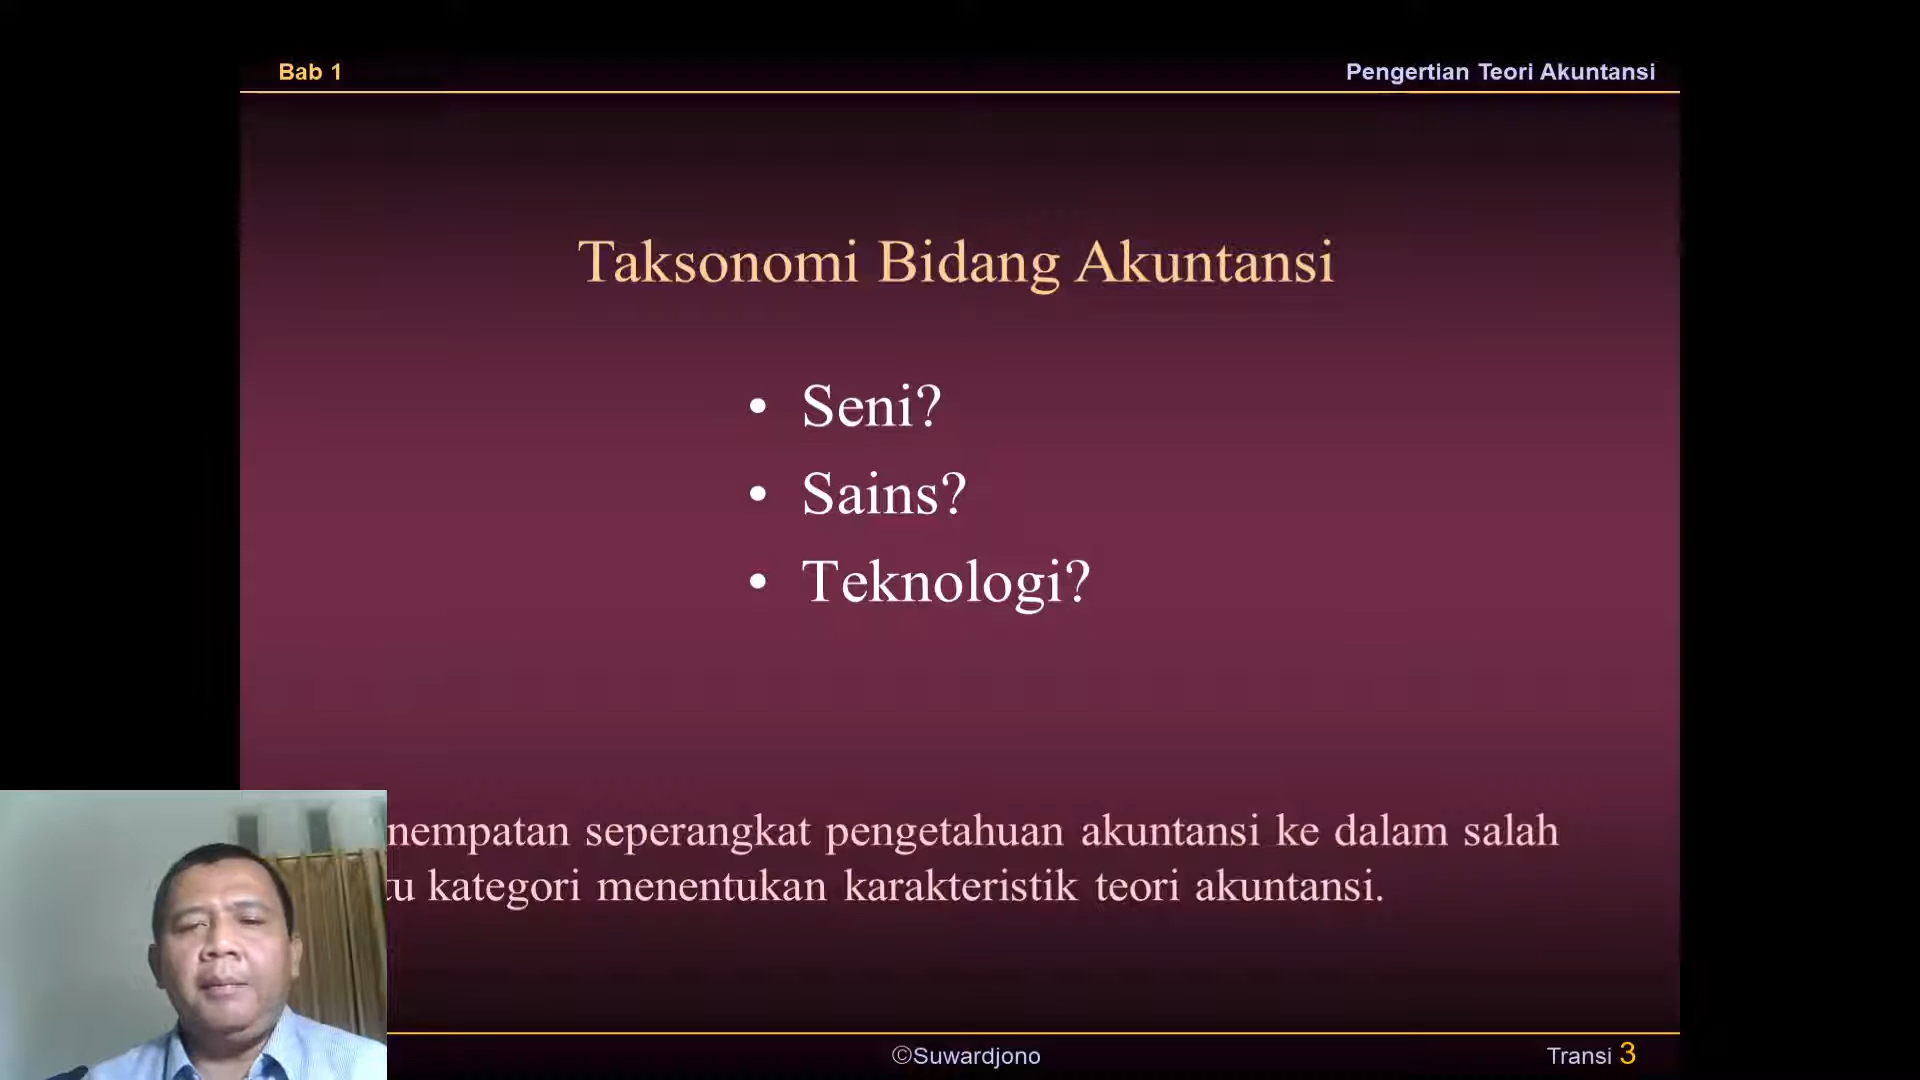 Bab 1
Pengertian Teori Akuntansi
Taksonomi Bidang Akuntansi
• Seni?
• Sains?
• Teknologi?
nempatan seperangkat pengetahuan akuntansi ke dalam salah
tu kategori menentukan karakteristik teori akuntansi.
©Suwardjono
Transi 3